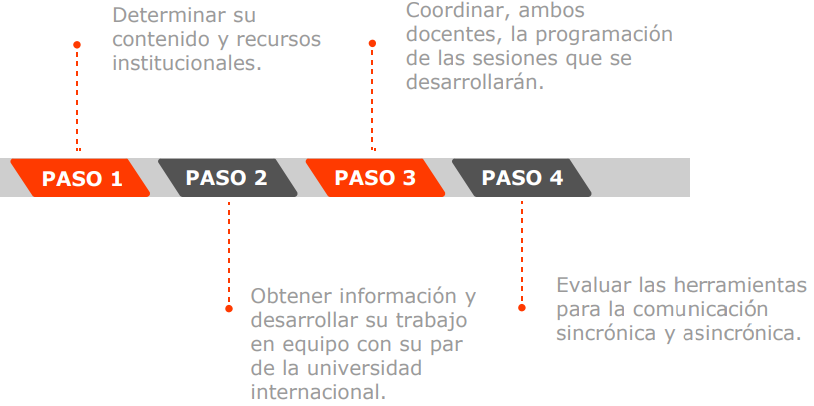 Determinar su
contenido y recursos
institucionales.
Coordinar, ambos
docentes, la programación
de las sesiones que se
desarrollarán.
PASO 1
PASO 2
PASO 3
PASO 4
Obtener información y
desarrollar su trabajo
en equipo con su par
de la universidad
internacional.
Evaluar las herramientas
para la comunicación
sincrónica y asincrónica.